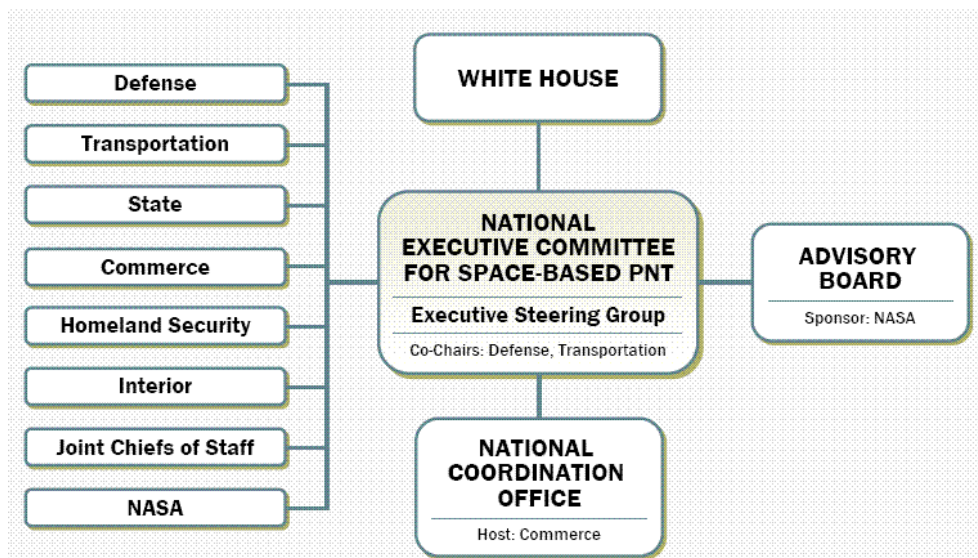 Defense
Transportation
State
Commerce
Homeland Security
Interior
Joint Chiefs of Staff
NASA
WHITE HOUSE
NATIONAL
EXECUTIVE COMMITTEE
FOR SPACE-BASED PNT
Executive Steering Group
Co-Chairs: Defense, Transportation
NATIONAL
COORDINATION
OFFICE
Host: Commerce
ADVISORY
BOARD
Sponsor: NASA